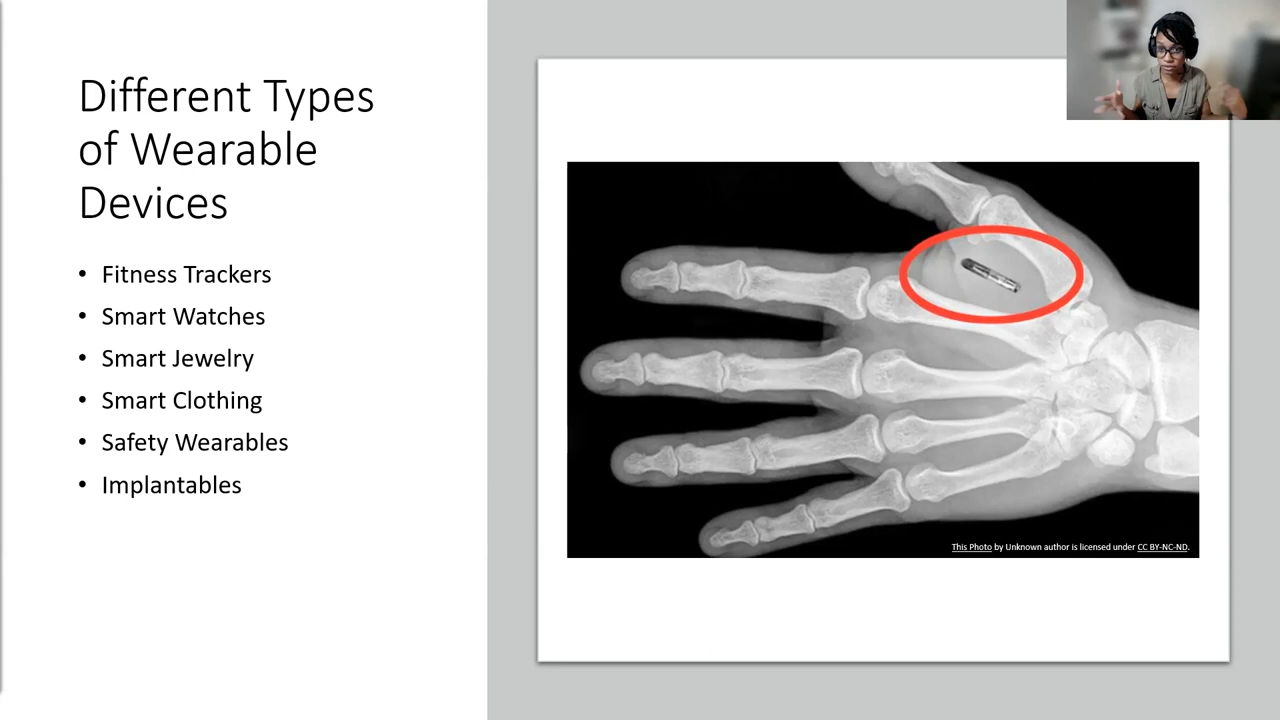 Different Types
of Wearable
Devices
• Fitness Trackers
• Smart Watches
• Smart Jewelry
• Smart Clothing
• Safety Wearables
• Implantables
This Photo by Unknown author is licensed under CC BY-NC-ND.